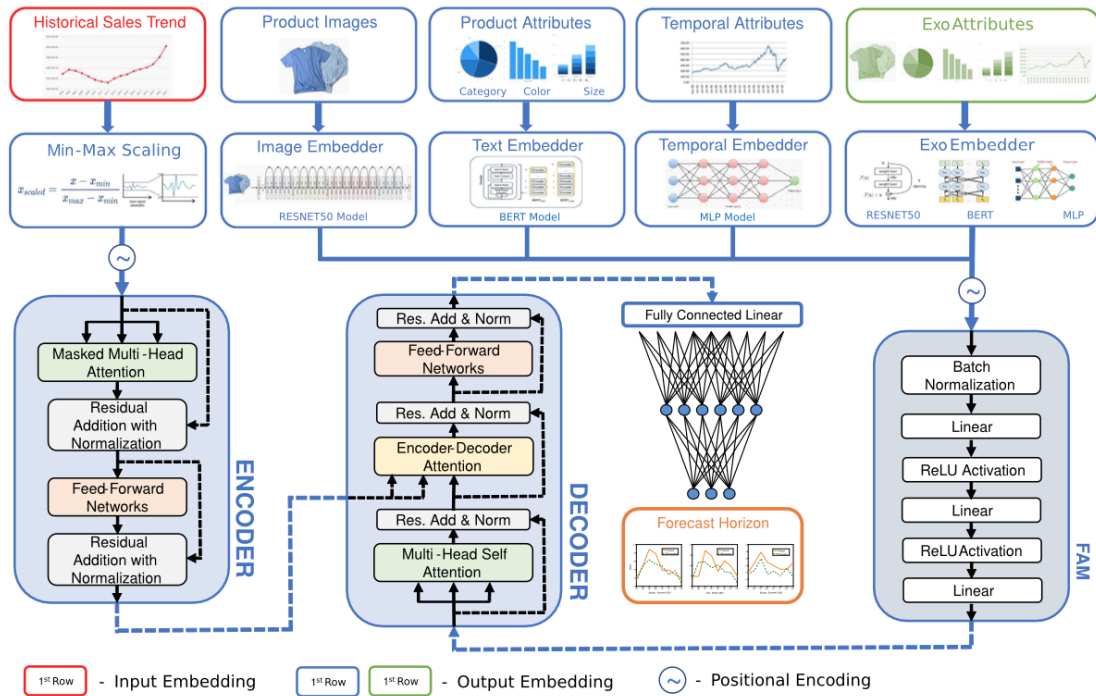 Historical Sales Trend
Product Images
Product Attributes
Temporal Attributes
Exo Attributes
Category Color Size
Min-Max Scaling
x_scaled = (x − x_min) / (x_max − x_min)
Image Embedder
RESNET50 Model
Text Embedder
BERT Model
Temporal Embedder
MLP Model
Exo Embedder
RESNET50 BERT MLP
~
~
ENCODER
Masked Multi-Head
Attention
Residual
Addition with
Normalization
Feed-Forward
Networks
Residual
Addition with
Normalization
DECODER
Res. Add & Norm
Feed-Forward
Networks
Res. Add & Norm
Encoder-Decoder
Attention
Res. Add & Norm
Multi-Head Self
Attention
Fully Connected Linear
Forecast Horizon
FAM
Batch
Normalization
Linear
ReLU Activation
Linear
ReLU Activation
Linear
1st Row - Input Embedding
1st Row 1st Row - Output Embedding
~ - Positional Encoding